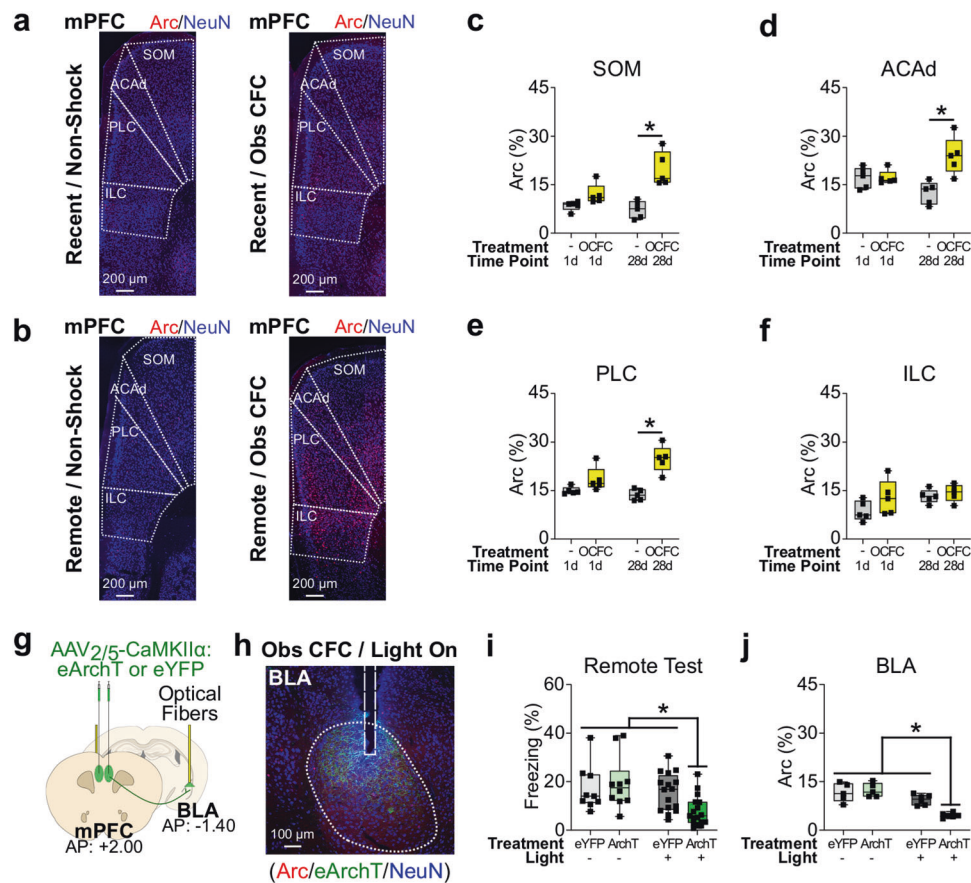 a
mPFC Arc/NeuN
mPFC Arc/NeuN
Recent / Non-Shock
SOM
ACAd
PLC
ILC
200 µm
Recent / Obs CFC
SOM
ACAd
PLC
ILC
200 µm
b
mPFC Arc/NeuN
mPFC Arc/NeuN
Remote / Non-Shock
SOM
ACAd
PLC
ILC
200 µm
Remote / Obs CFC
SOM
ACAd
PLC
ILC
200 µm
c
SOM
Arc (%)
45
30
15
0
*
Treatment - OCFC - OCFC
Time Point 1d 1d 28d 28d
d
ACAd
Arc (%)
45
30
15
0
*
Treatment - OCFC - OCFC
Time Point 1d 1d 28d 28d
e
PLC
Arc (%)
45
30
15
0
*
Treatment - OCFC - OCFC
Time Point 1d 1d 28d 28d
f
ILC
Arc (%)
45
30
15
0
Treatment - OCFC - OCFC
Time Point 1d 1d 28d 28d
g
AAV2/5-CaMKIIα:
eArchT or eYFP
Optical
Fibers
mPFC
AP: +2.00
BLA
AP: -1.40
h
Obs CFC / Light On
BLA
100 µm
(Arc/eArchT/NeuN)
i
Remote Test
Freezing (%)
60
40
20
0
*
Treatment eYFP ArchT eYFP ArchT
Light - - + +
j
BLA
Arc (%)
45
30
15
0
*
Treatment eYFP ArchT eYFP ArchT
Light - - + +